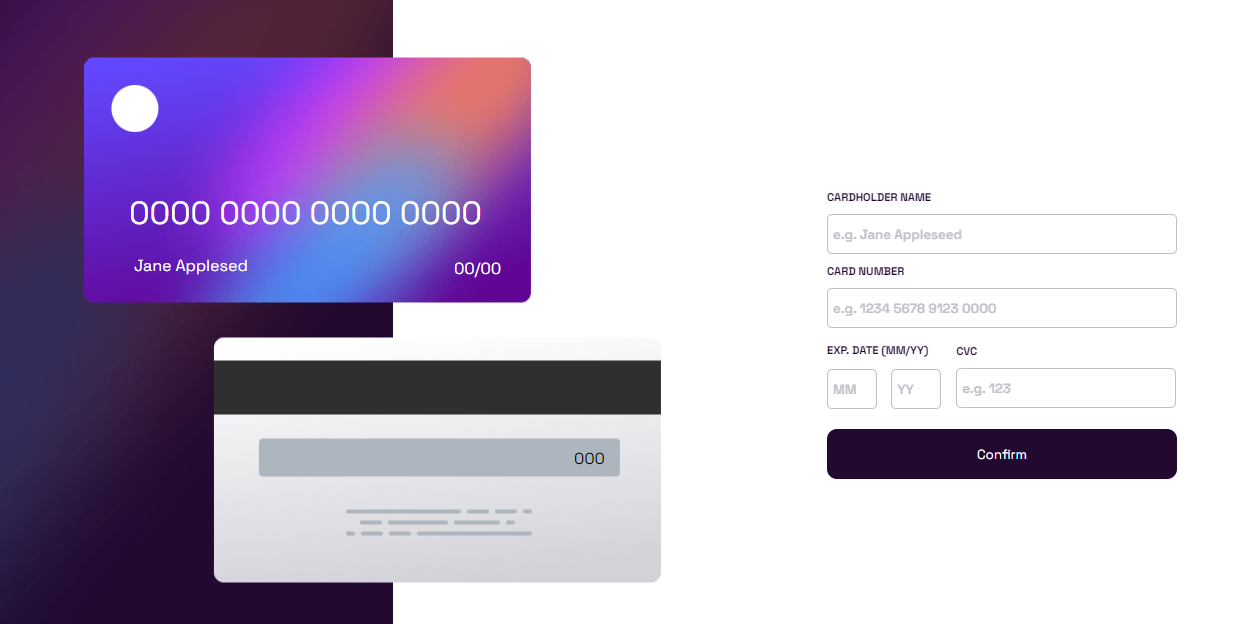 0000 0000 0000 0000
Jane Applesed
00/00
000
CARDHOLDER NAME
e.g. Jane Appleseed
CARD NUMBER
e.g. 1234 5678 9123 0000
EXP. DATE (MM/YY) CVC
MM YY e.g. 123
Confirm